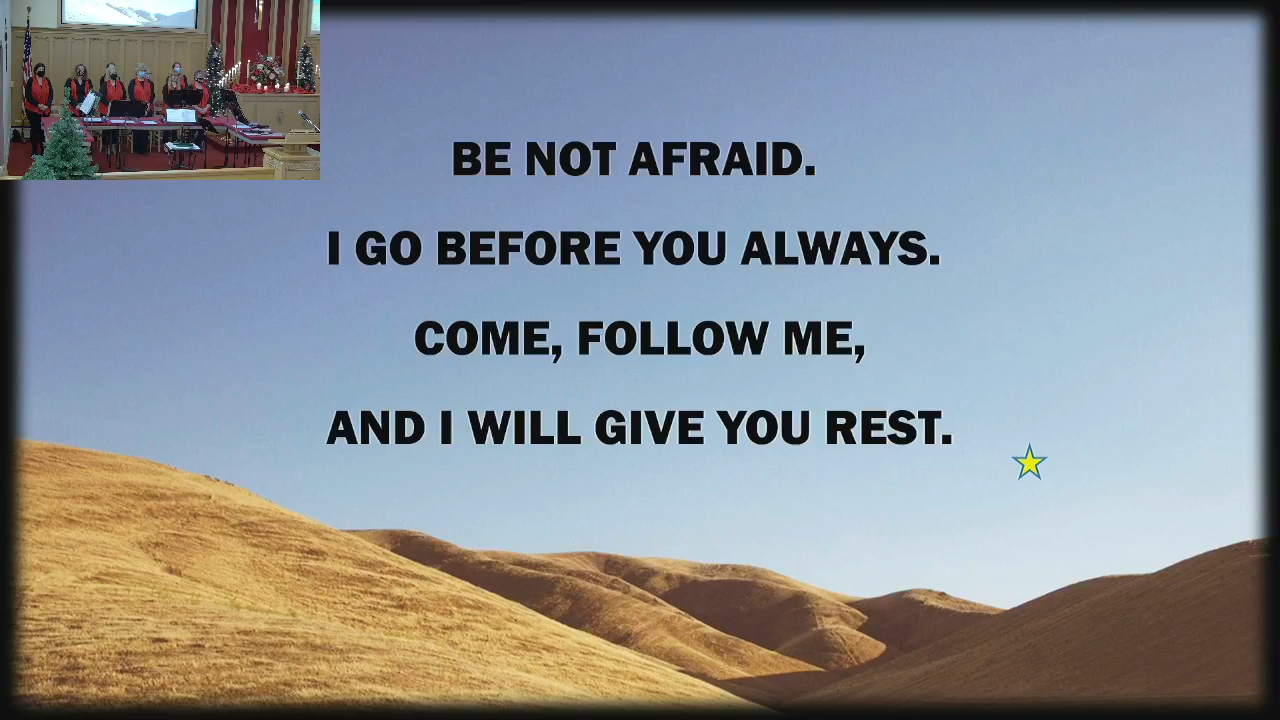 BE NOT AFRAID.
I GO BEFORE YOU ALWAYS.
COME, FOLLOW ME,
AND I WILL GIVE YOU REST.